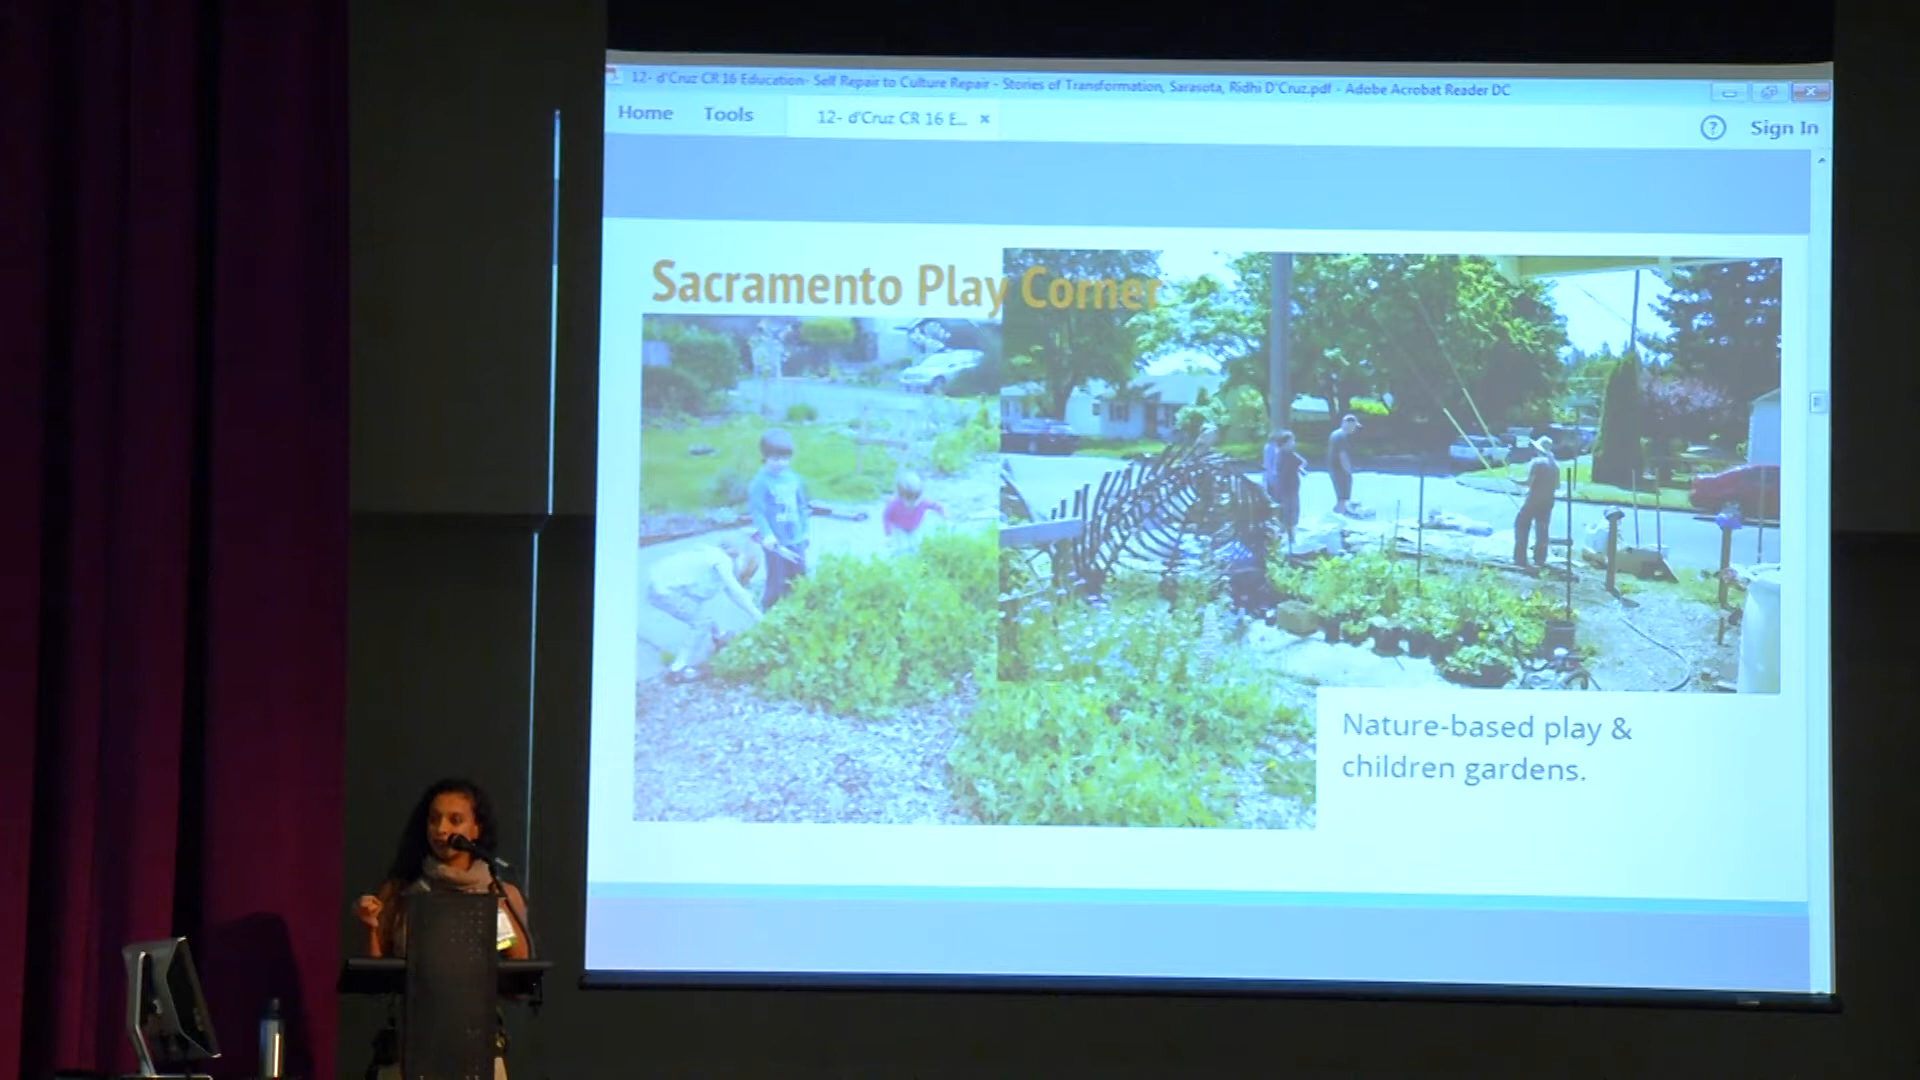 12- d'Cruz CR 16 Education- Self Repair to Culture Repair - Stories of Transformation, Sarasota, Ridhi D'Cruz.pdf - Adobe Acrobat Reader DC
Home Tools 12- d'Cruz CR 16 E... × ? Sign In
Sacramento Play Corner
Nature-based play &
children gardens.